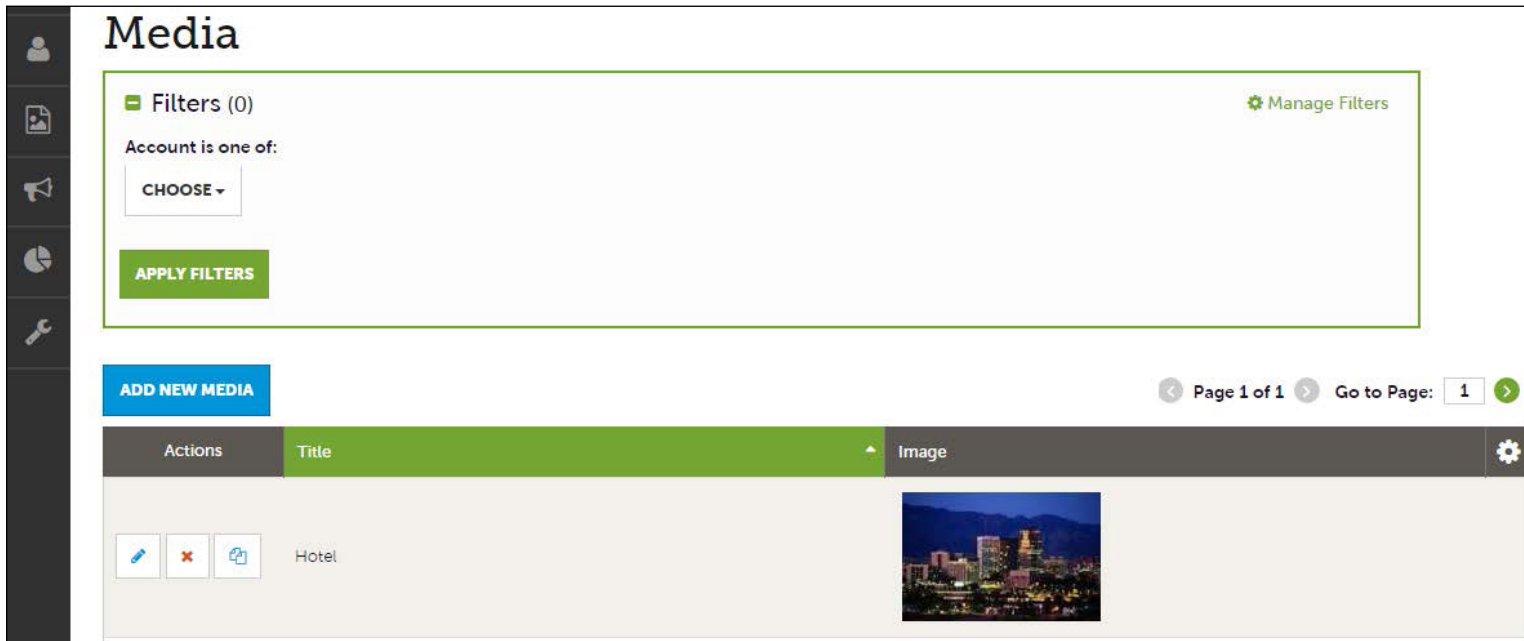 Media
Filters (0)
Manage Filters
Account is one of:
CHOOSE
APPLY FILTERS
ADD NEW MEDIA
Page 1 of 1 Go to Page: 1
Actions Title Image
Hotel